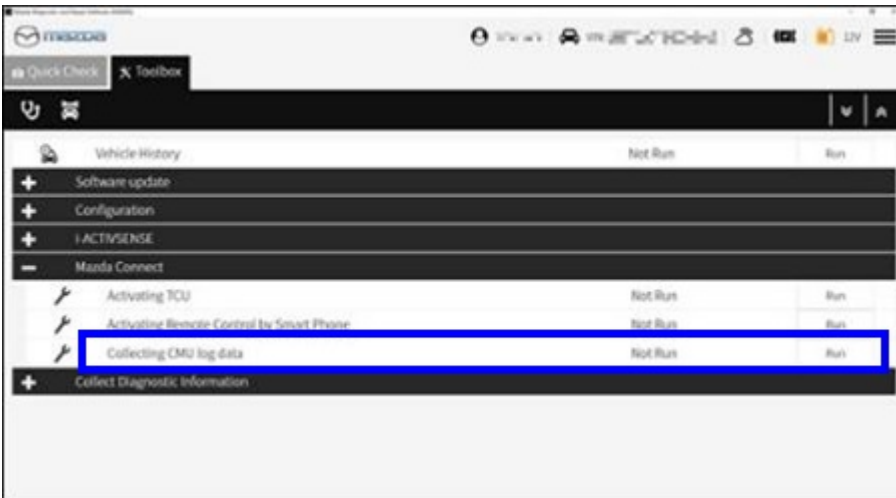 mazda
VIN
12V
Quick Check
Toolbox
Vehicle History Not Run Run
Software update
Configuration
i-ACTIVSENSE
Mazda Connect
Activating TCU Not Run Run
Activating Remote Control by Smart Phone Not Run Run
Collecting CMU log data Not Run Run
Collect Diagnostic Information